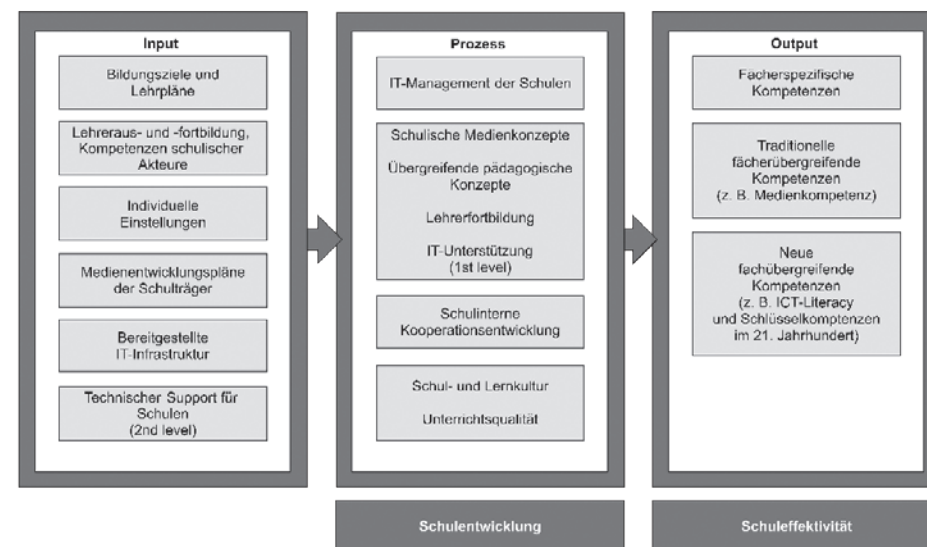 Input
Bildungsziele und
Lehrpläne
Lehreraus- und -fortbildung,
Kompetenzen schulischer
Akteure
Individuelle
Einstellungen
Medienentwicklungspläne
der Schulträger
Bereitgestellte
IT-Infrastruktur
Technischer Support für
Schulen
(2nd level)
Prozess
IT-Management der Schulen
Schulische Medienkonzepte
Übergreifende pädagogische
Konzepte
Lehrerfortbildung
IT-Unterstützung
(1st level)
Schulinterne
Kooperationsentwicklung
Schul- und Lernkultur
Unterrichtsqualität
Schulentwicklung
Output
Fächerspezifische
Kompetenzen
Traditionelle
fächerübergreifende
Kompetenzen
(z. B. Medienkompetenz)
Neue
fachübergreifende
Kompetenzen
(z. B. ICT-Literacy
und Schlüsselkomptenzen
im 21. Jahrhundert)
Schuleffektivität